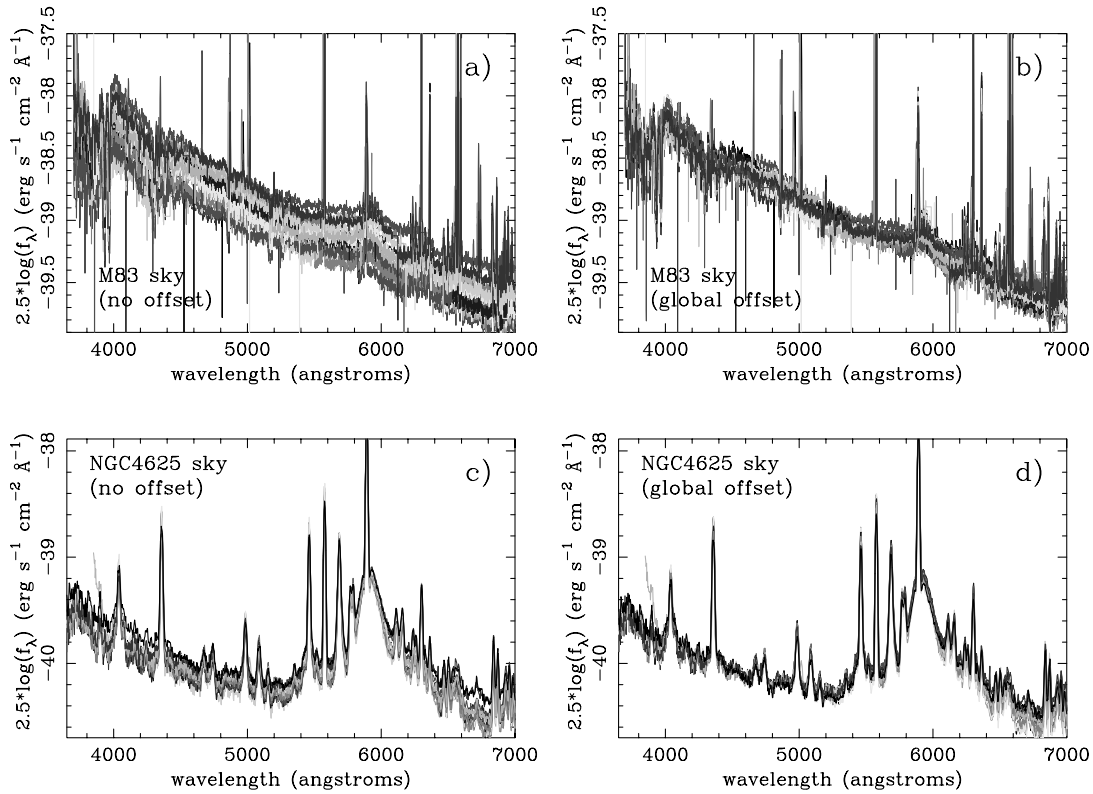 a)
M83 sky
(no offset)
2.5*log(f_λ) (erg s⁻¹ cm⁻² Å⁻¹)
-37.5
-38
-38.5
-39
-39.5
4000 5000 6000 7000
wavelength (angstroms)
b)
M83 sky
(global offset)
2.5*log(f_λ) (erg s⁻¹ cm⁻² Å⁻¹)
-37.5
-38
-38.5
-39
-39.5
4000 5000 6000 7000
wavelength (angstroms)
NGC4625 sky
(no offset)
c)
2.5*log(f_λ) (erg s⁻¹ cm⁻² Å⁻¹)
-38
-39
-40
4000 5000 6000 7000
wavelength (angstroms)
NGC4625 sky
(global offset)
d)
2.5*log(f_λ) (erg s⁻¹ cm⁻² Å⁻¹)
-38
-39
-40
4000 5000 6000 7000
wavelength (angstroms)